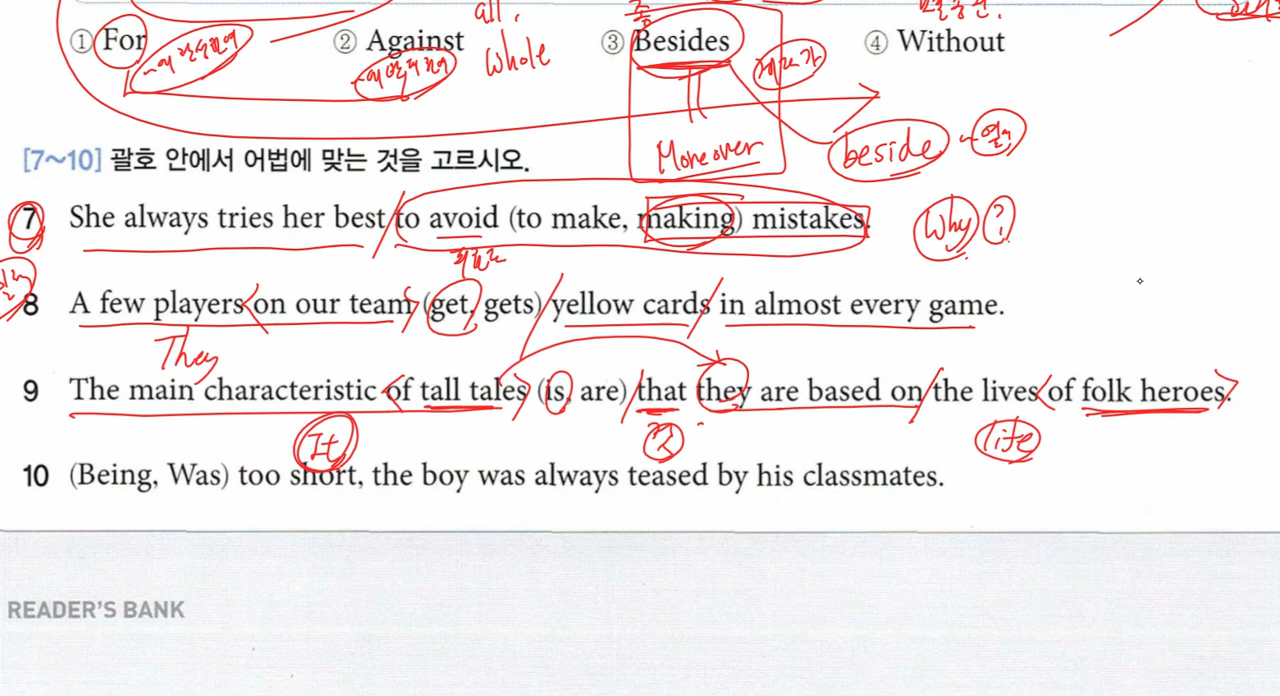 all,
① For ② Against whole ③ Besides ④ Without
Moreover
beside
[7~10] 괄호 안에서 어법에 맞는 것을 고르시오.
7 She always tries her best to avoid (to make, making) mistakes. Why?
8 A few players on our team (get, gets) yellow cards in almost every game.
They
9 The main characteristic of tall tales (is, are) that they are based on the lives of folk heroes.
It 것 life
10 (Being, Was) too short, the boy was always teased by his classmates.
READER'S BANK